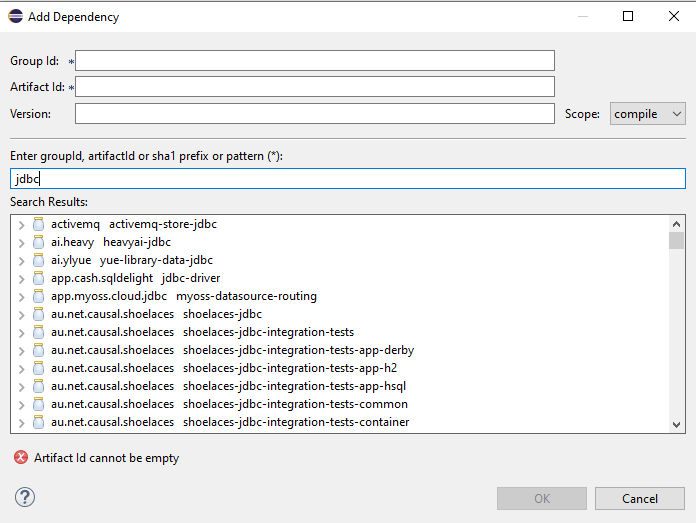 Add Dependency
Group Id: *
Artifact Id: *
Version: Scope: compile
Enter groupId, artifactId or sha1 prefix or pattern (*):
jdbc
Search Results:
activemq activemq-store-jdbc
ai.heavy heavyai-jdbc
ai.ylyue yue-library-data-jdbc
app.cash.sqldelight jdbc-driver
app.myoss.cloud.jdbc myoss-datasource-routing
au.net.causal.shoelaces shoelaces-jdbc
au.net.causal.shoelaces shoelaces-jdbc-integration-tests
au.net.causal.shoelaces shoelaces-jdbc-integration-tests-app-derby
au.net.causal.shoelaces shoelaces-jdbc-integration-tests-app-h2
au.net.causal.shoelaces shoelaces-jdbc-integration-tests-app-hsql
au.net.causal.shoelaces shoelaces-jdbc-integration-tests-common
au.net.causal.shoelaces shoelaces-jdbc-integration-tests-container
Artifact Id cannot be empty
? OK Cancel